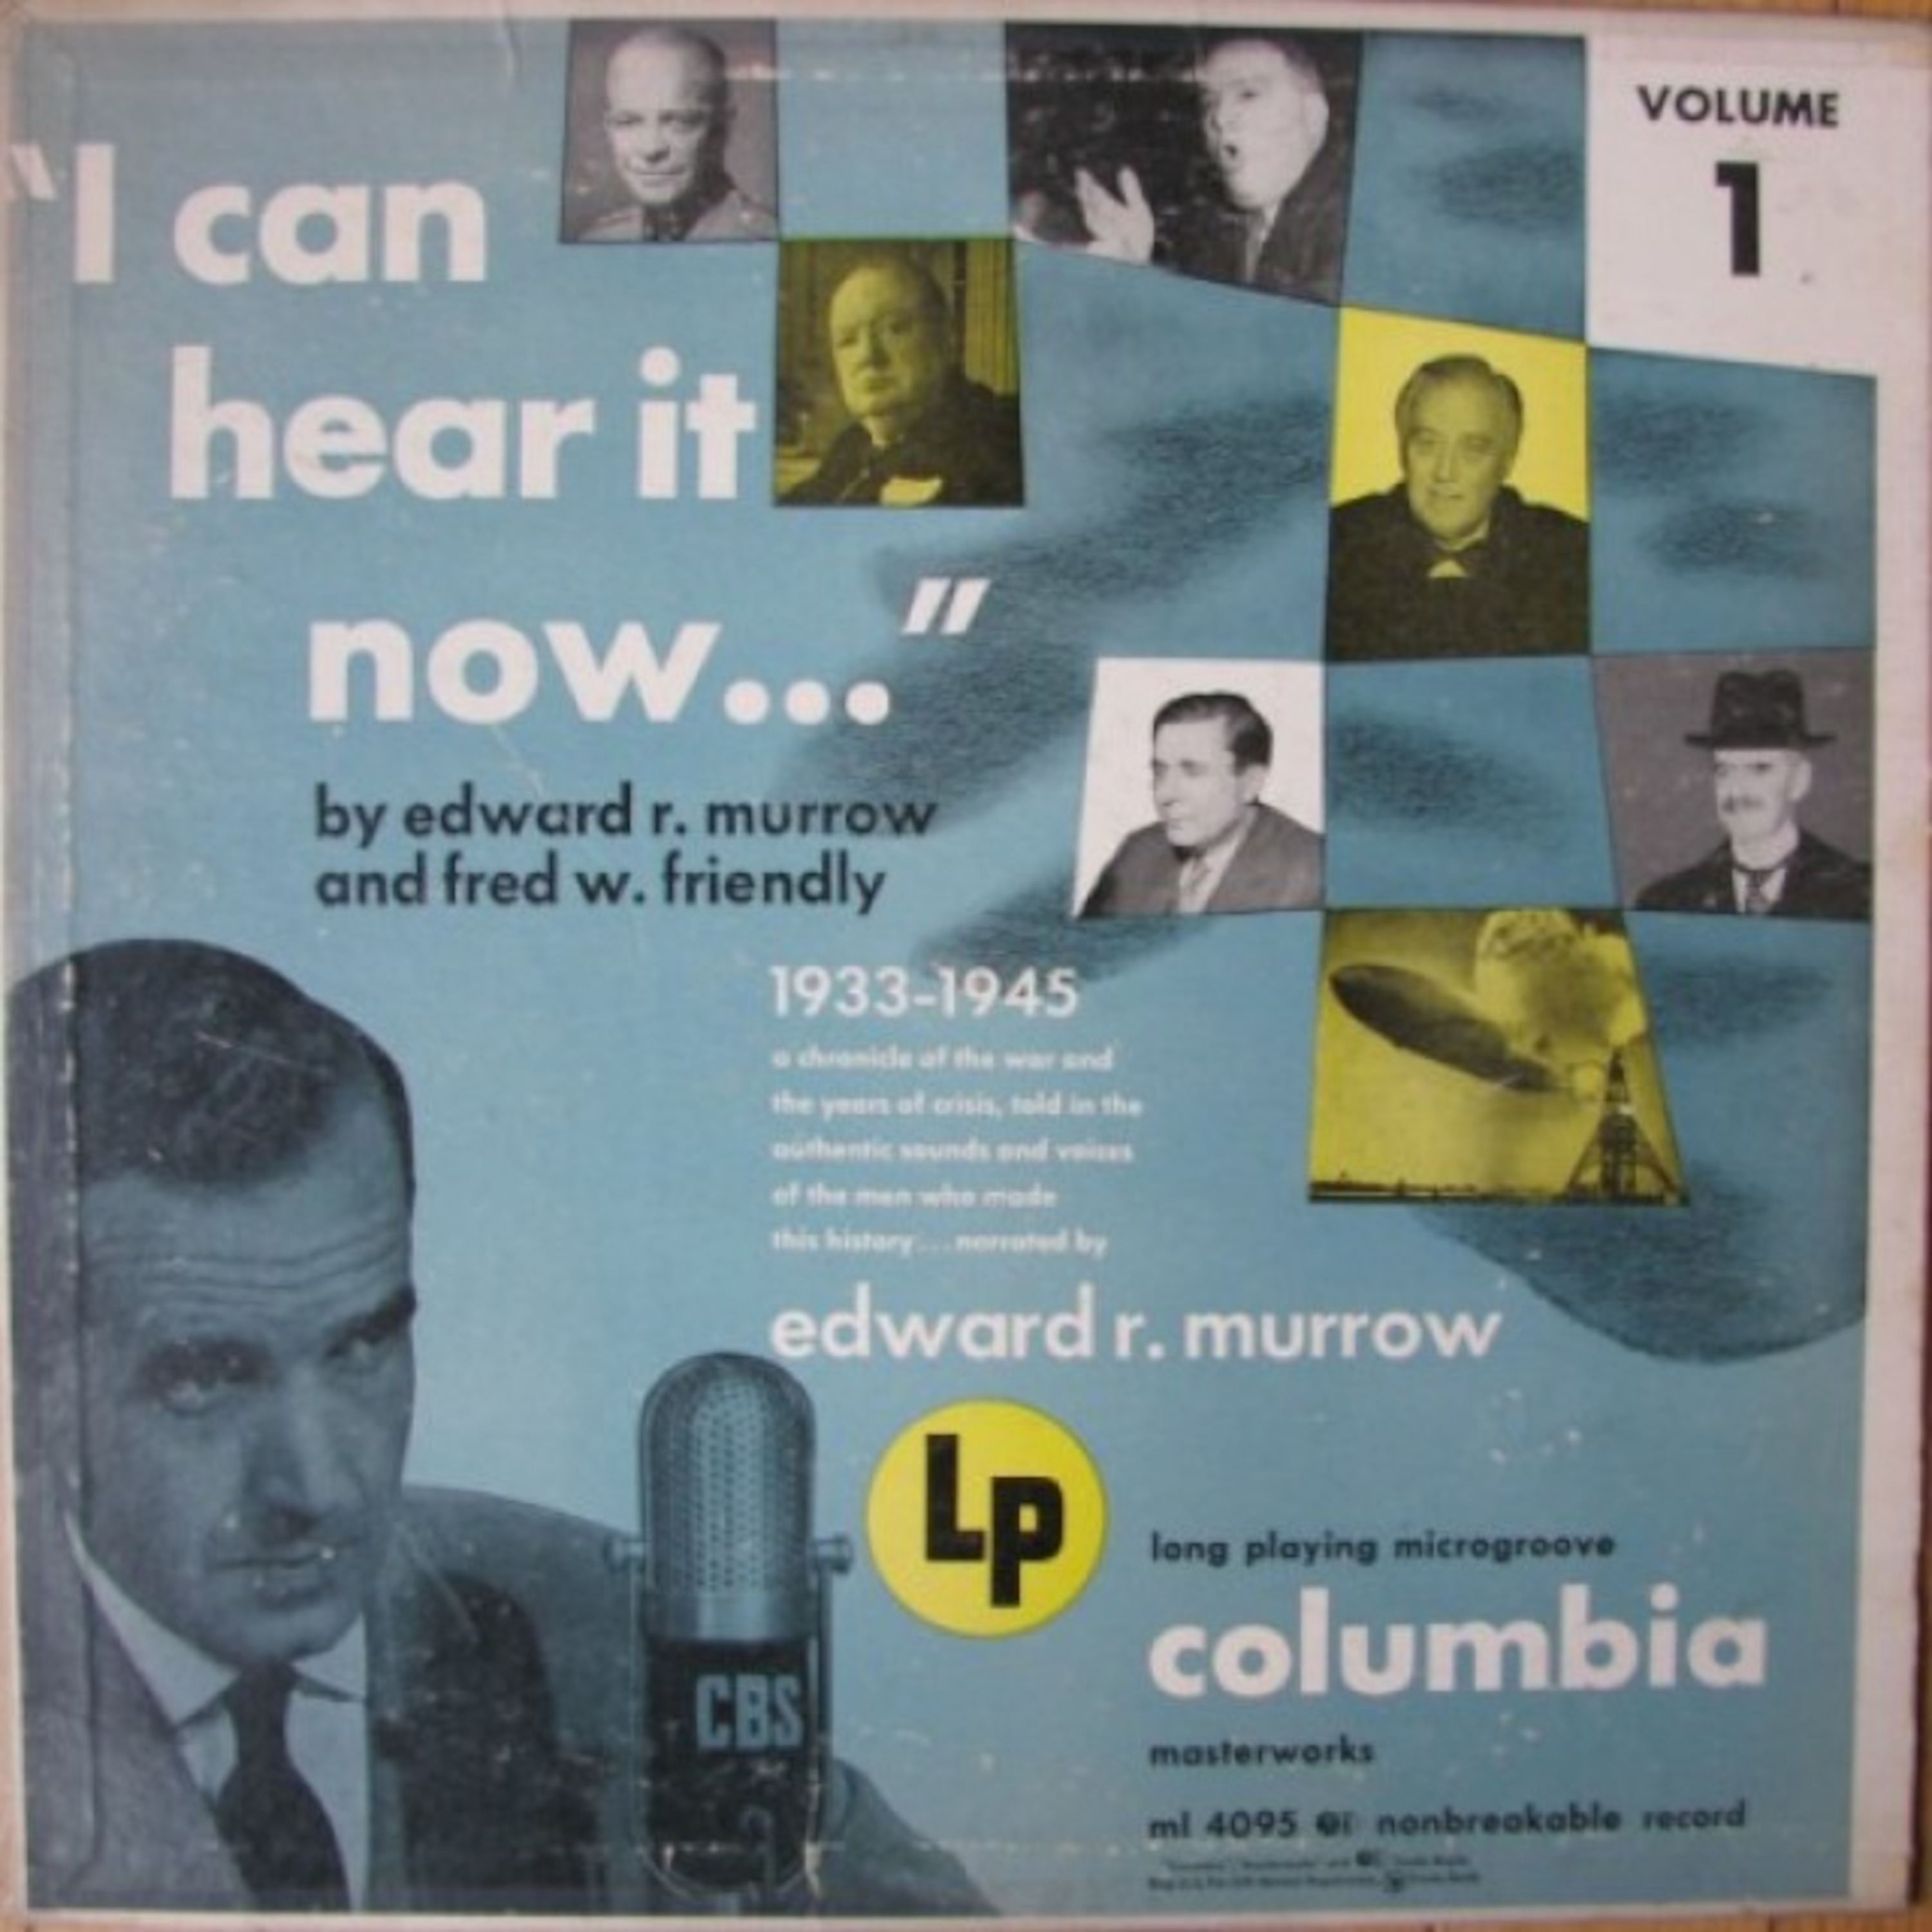 "I can
hear it
now..."
VOLUME
1
by edward r. murrow
and fred w. friendly
1933-1945
a chronicle of the war and
the years of crisis, told in the
authentic sounds and voices
of the men who made
this history...narrated by
edward r. murrow
CBS
LP
long playing microgroove
columbia
masterworks
ml 4095 nonbreakable record